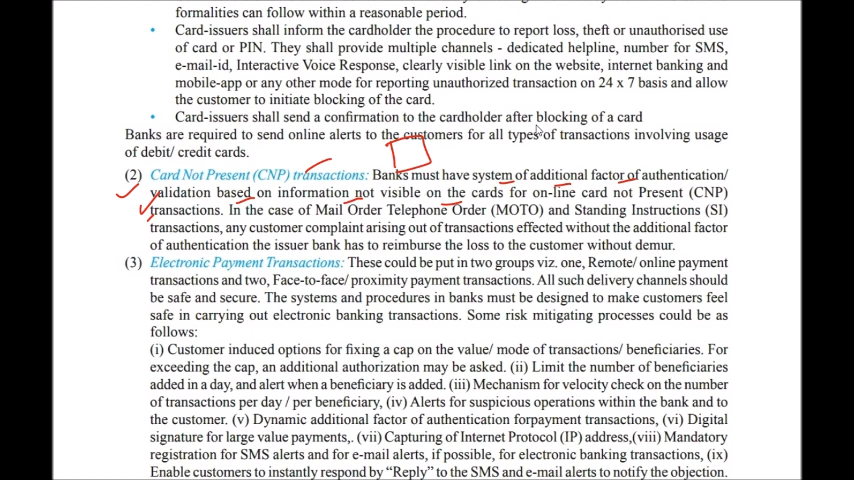 formalities can follow within a reasonable period.
• Card-issuers shall inform the cardholder the procedure to report loss, theft or unauthorised use
of card or PIN. They shall provide multiple channels - dedicated helpline, number for SMS,
e-mail-id, Interactive Voice Response, clearly visible link on the website, internet banking and
mobile-app or any other mode for reporting unauthorized transaction on 24 x 7 basis and allow
the customer to initiate blocking of the card.
• Card-issuers shall send a confirmation to the cardholder after blocking of a card
Banks are required to send online alerts to the customers for all types of transactions involving usage
of debit/ credit cards.
(2) Card Not Present (CNP) transactions: Banks must have system of additional factor of authentication/
validation based on information not visible on the cards for on-line card not Present (CNP)
transactions. In the case of Mail Order Telephone Order (MOTO) and Standing Instructions (SI)
transactions, any customer complaint arising out of transactions effected without the additional factor
of authentication the issuer bank has to reimburse the loss to the customer without demur.
(3) Electronic Payment Transactions: These could be put in two groups viz. one, Remote/ online payment
transactions and two, Face-to-face/ proximity payment transactions. All such delivery channels should
be safe and secure. The systems and procedures in banks must be designed to make customers feel
safe in carrying out electronic banking transactions. Some risk mitigating processes could be as
follows:
(i) Customer induced options for fixing a cap on the value/ mode of transactions/ beneficiaries. For
exceeding the cap, an additional authorization may be asked. (ii) Limit the number of beneficiaries
added in a day, and alert when a beneficiary is added. (iii) Mechanism for velocity check on the number
of transactions per day / per beneficiary, (iv) Alerts for suspicious operations within the bank and to
the customer. (v) Dynamic additional factor of authentication forpayment transactions, (vi) Digital
signature for large value payments,. (vii) Capturing of Internet Protocol (IP) address,(viii) Mandatory
registration for SMS alerts and for e-mail alerts, if possible, for electronic banking transactions, (ix)
Enable customers to instantly respond by “Reply” to the SMS and e-mail alerts to notify the objection.